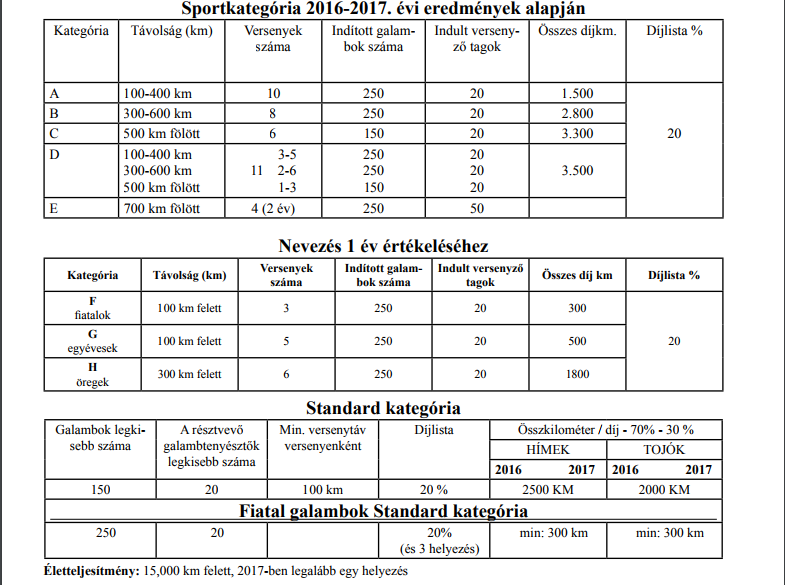 Sportkategória 2016-2017. évi eredmények alapján
Kategória Távolság (km) Versenyek száma Indított galam-bok száma Indult verseny-ző tagok Összes díjkm. Díjlista %
A 100-400 km 10 250 20 1.500
B 300-600 km 8 250 20 2.800
C 500 km fölött 6 150 20 3.300 20
D 100-400 km 3-5 250 20
300-600 km 11 2-6 250 20 3.500
500 km fölött 1-3 150 20
E 700 km fölött 4 (2 év) 250 50
Nevezés 1 év értékeléséhez
Kategória Távolság (km) Versenyek száma Indított galam-bok száma Indult versenyző tagok Összes díj km Díjlista %
F fiatalok 100 km felett 3 250 20 300
G egyévesek 100 km felett 5 250 20 500 20
H öregek 300 km felett 6 250 20 1800
Standard kategória
Galambok legki-sebb száma A résztvevő galambtenyésztők legkisebb száma Min. versenytáv versenyenként Díjlista Összkilométer / díj - 70% - 30 %
HÍMEK TOJÓK
2016 2017 2016 2017
150 20 100 km 20 % 2500 KM 2000 KM
Fiatal galambok Standard kategória
250 20 20% (és 3 helyezés) min: 300 km min: 300 km
Életteljesítmény: 15,000 km felett, 2017-ben legalább egy helyezés